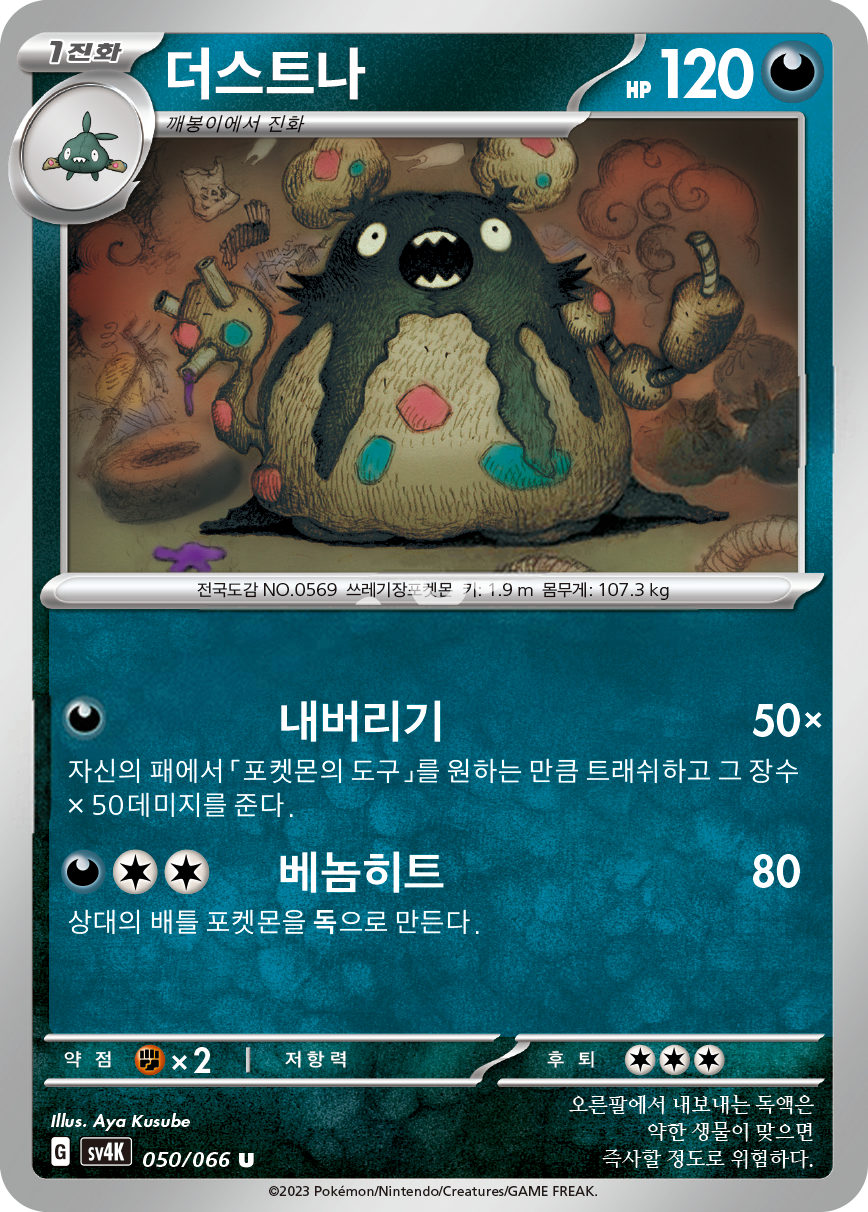 1진화 더스트나 HP 120
깨봉이에서 진화
전국도감 NO.0569 쓰레기장포켓몬 키: 1.9 m 몸무게: 107.3 kg
내버리기 50×
자신의 패에서 「포켓몬의 도구」를 원하는 만큼 트래쉬하고 그 장수
× 50데미지를 준다.
베놈히트 80
상대의 배틀 포켓몬을 독으로 만든다.
약점 ×2 저항력 후퇴
Illus. Aya Kusube
G sv4K 050/066 U
오른팔에서 내보내는 독액은
약한 생물이 맞으면
즉사할 정도로 위험하다.
©2023 Pokémon/Nintendo/Creatures/GAME FREAK.